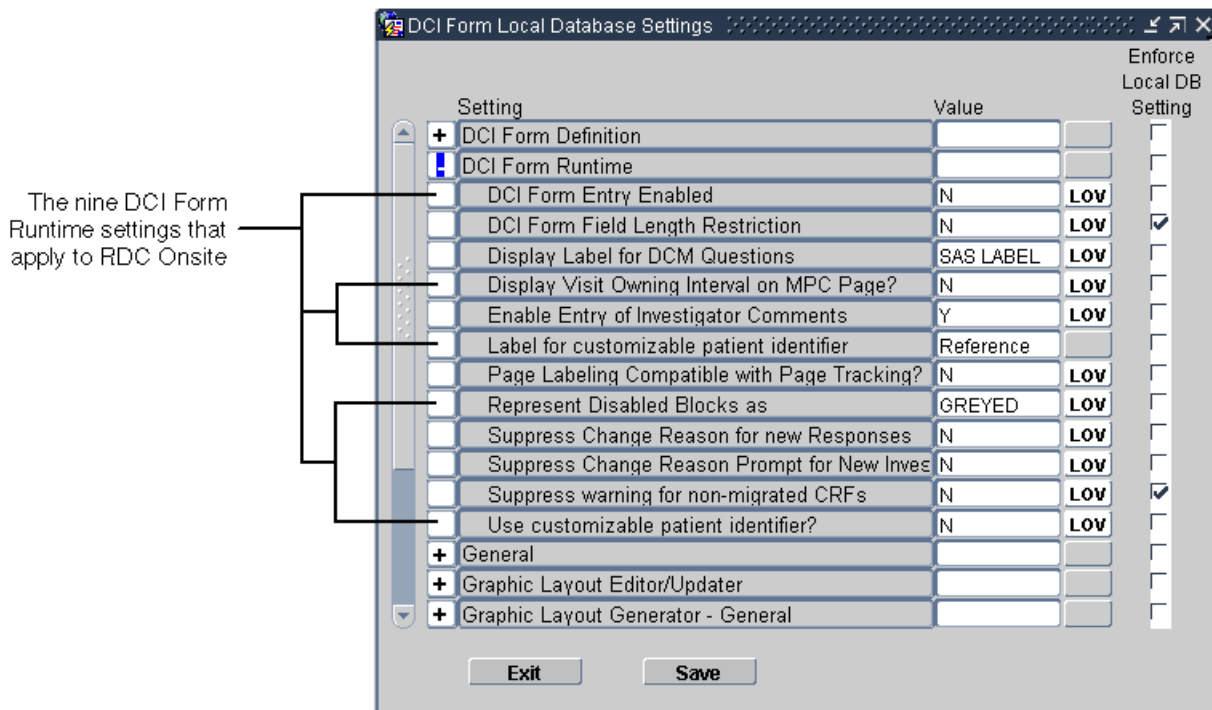 DCI Form Local Database Settings
Enforce
Local DB
Setting
Setting Value
+ DCI Form Definition
- DCI Form Runtime
DCI Form Entry Enabled N LOV
DCI Form Field Length Restriction N LOV
Display Label for DCM Questions SAS LABEL LOV
Display Visit Owning Interval on MPC Page? N LOV
Enable Entry of Investigator Comments Y LOV
Label for customizable patient identifier Reference
Page Labeling Compatible with Page Tracking? N LOV
Represent Disabled Blocks as GREYED LOV
Suppress Change Reason for new Responses N LOV
Suppress Change Reason Prompt for New Inves N LOV
Suppress warning for non-migrated CRFs N LOV
Use customizable patient identifier? N LOV
+ General
+ Graphic Layout Editor/Updater
+ Graphic Layout Generator - General
Exit Save
The nine DCI Form
Runtime settings that
apply to RDC Onsite